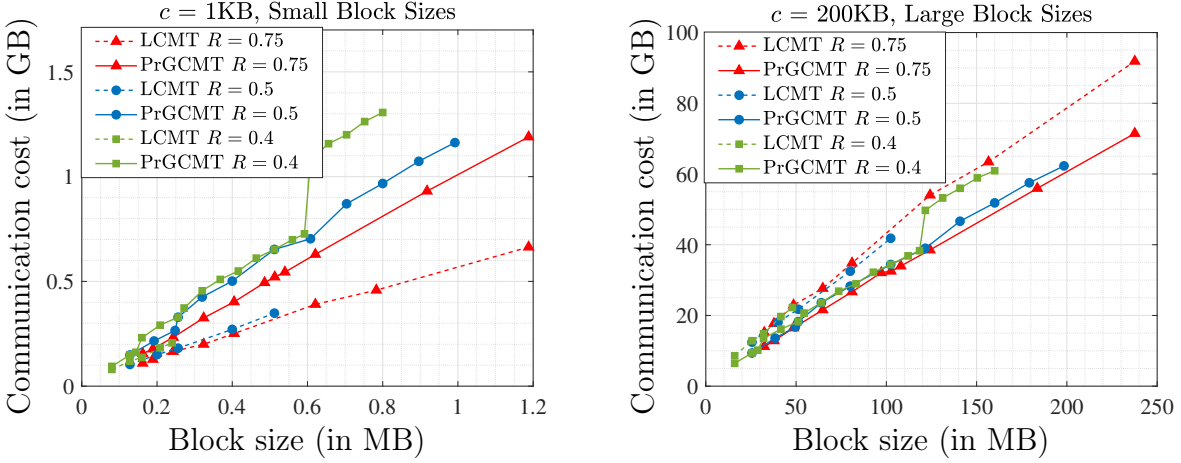 c = 1KB, Small Block Sizes
LCMT R = 0.75
PrGCMT R = 0.75
LCMT R = 0.5
PrGCMT R = 0.5
LCMT R = 0.4
PrGCMT R = 0.4
Communication cost (in GB)
1.5
1
0.5
0
0 0.2 0.4 0.6 0.8 1 1.2
Block size (in MB)
c = 200KB, Large Block Sizes
LCMT R = 0.75
PrGCMT R = 0.75
LCMT R = 0.5
PrGCMT R = 0.5
LCMT R = 0.4
PrGCMT R = 0.4
Communication cost (in GB)
100
80
60
40
20
0
0 50 100 150 200 250
Block size (in MB)